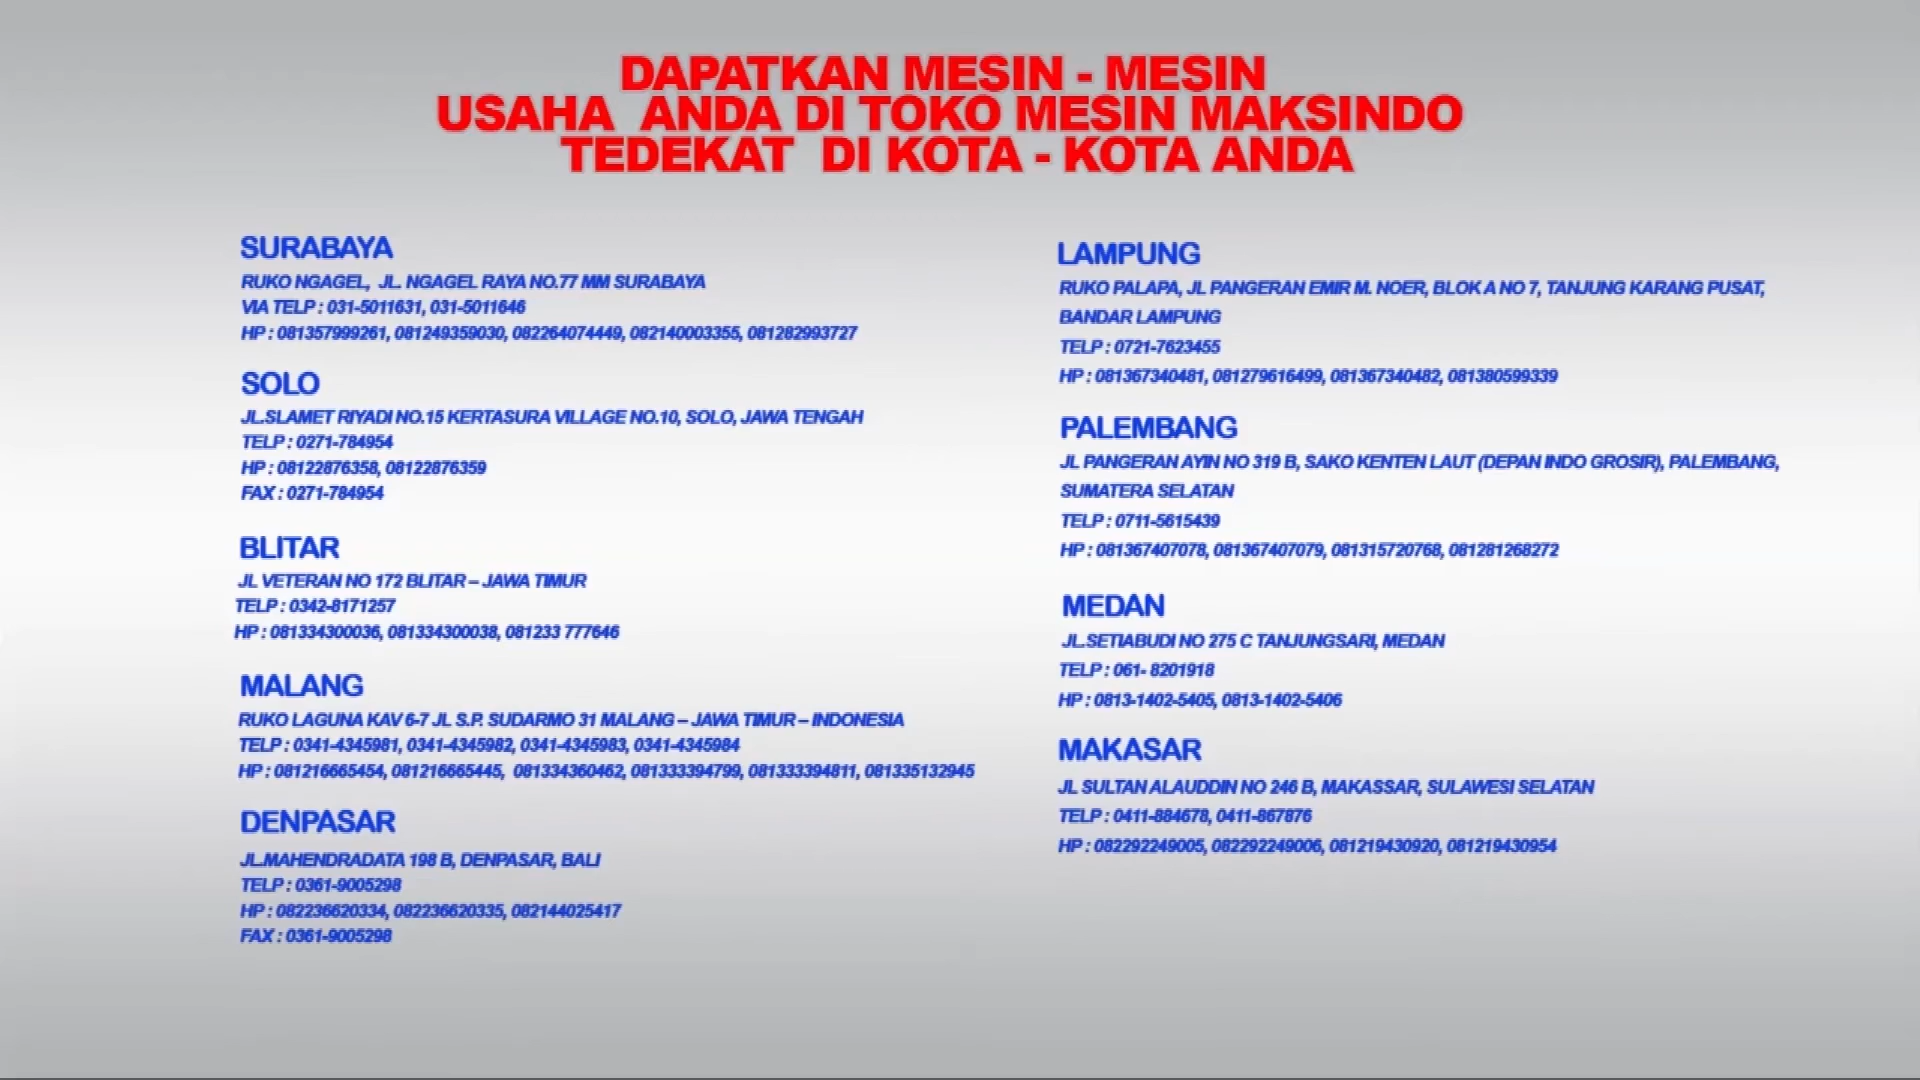 DAPATKAN MESIN - MESIN
USAHA ANDA DI TOKO MESIN MAKSINDO
TEDEKAT DI KOTA - KOTA ANDA
SURABAYA
RUKO NGAGEL, JL. NGAGEL RAYA NO.77 MM SURABAYA
VIA TELP : 031-5011631, 031-5011646
HP : 081357999261, 081249359030, 082264074449, 082140003355, 081282993727
SOLO
JL.SLAMET RIYADI NO.15 KERTASURA VILLAGE NO.10, SOLO, JAWA TENGAH
TELP : 0271-784954
HP : 08122876358, 08122876359
FAX : 0271-784954
BLITAR
JL VETERAN NO 172 BLITAR – JAWA TIMUR
TELP : 0342-8171257
HP : 081334300036, 081334300038, 081233 777646
MALANG
RUKO LAGUNA KAV 6-7 JL S.P. SUDARMO 31 MALANG – JAWA TIMUR – INDONESIA
TELP : 0341-4345981, 0341-4345982, 0341-4345983, 0341-4345984
HP : 081216665454, 081216665445, 081334360462, 081333394799, 081333394811, 081335132945
DENPASAR
JL.MAHENDRADATA 198 B, DENPASAR, BALI
TELP : 0361-9005298
HP : 082236620334, 082236620335, 082144025417
FAX : 0361-9005298
LAMPUNG
RUKO PALAPA, JL PANGERAN EMIR M. NOER, BLOK A NO 7, TANJUNG KARANG PUSAT,
BANDAR LAMPUNG
TELP : 0721-7623455
HP : 081367340481, 081279616499, 081367340482, 081380599339
PALEMBANG
JL PANGERAN AYIN NO 319 B, SAKO KENTEN LAUT (DEPAN INDO GROSIR), PALEMBANG,
SUMATERA SELATAN
TELP : 0711-5615439
HP : 081367407078, 081367407079, 081315720768, 081281268272
MEDAN
JL.SETIABUDI NO 275 C TANJUNGSARI, MEDAN
TELP : 061- 8201918
HP : 0813-1402-5405, 0813-1402-5406
MAKASAR
JL SULTAN ALAUDDIN NO 246 B, MAKASSAR, SULAWESI SELATAN
TELP : 0411-884678, 0411-867876
HP : 082292249005, 082292249006, 081219430920, 081219430954